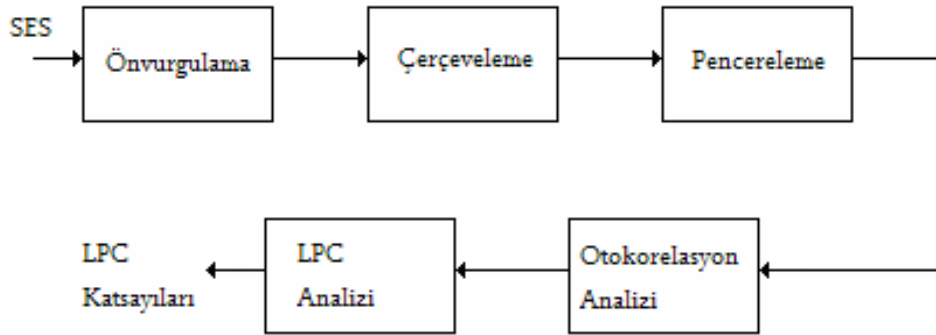 SES
Önvurgulama
Çerçeveleme
Pencereleme
LPC
Katsayıları
LPC
Analizi
Otokorelasyon
Analizi